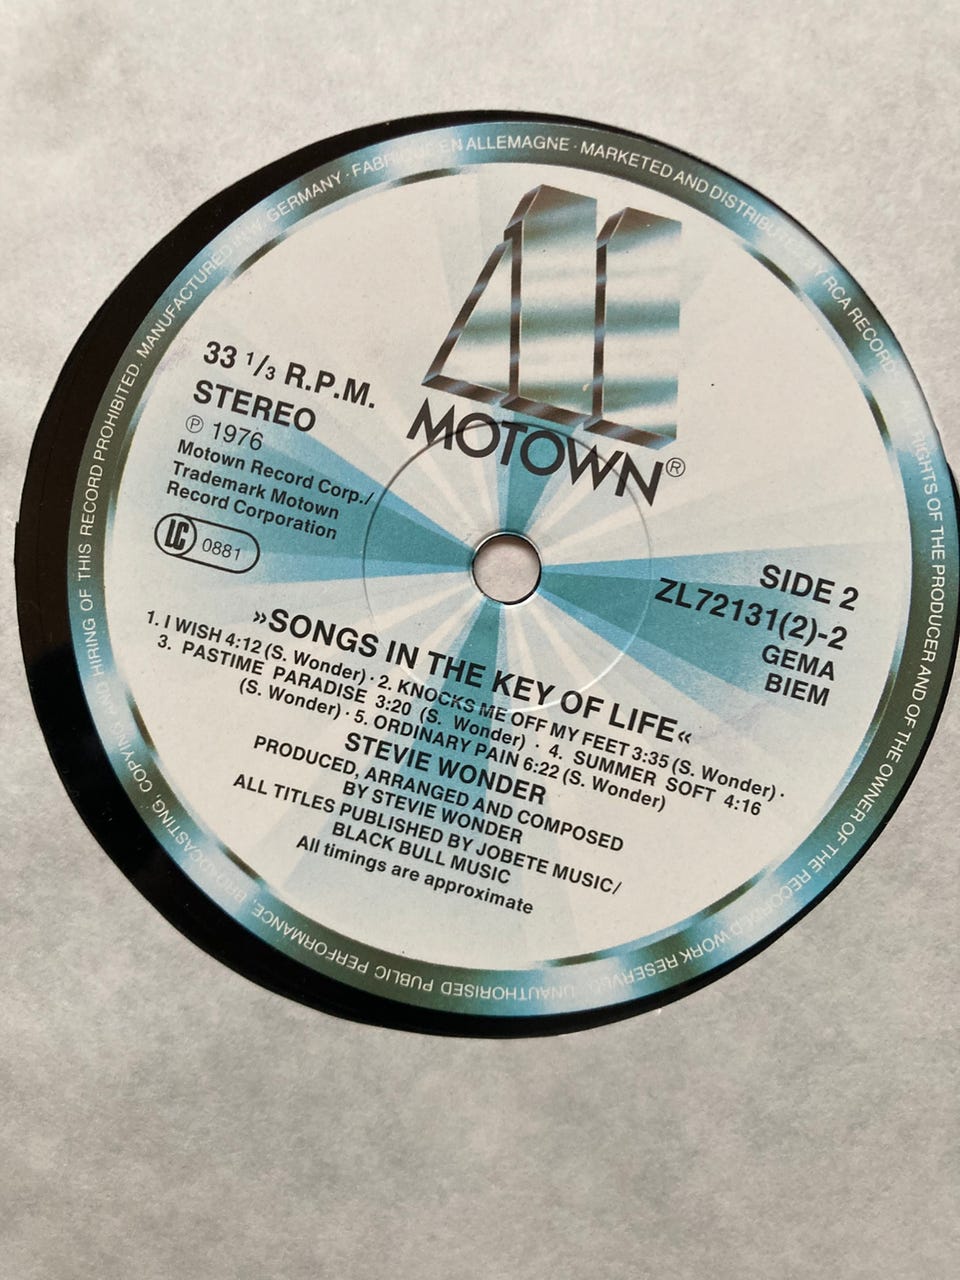 MANUFACTURED IN W. GERMANY · FABRIQUÉ EN ALLEMAGNE · MARKETED AND DISTRIBUTED BY RCA RECORDS
RIGHTS OF THE PRODUCER AND OF THE OWNER OF THE RECORDED WORK RESERVED. UNAUTHORISED PUBLIC PERFORMANCE, BROADCASTING, COPYING AND HIRING OF THIS RECORD PROHIBITED.
MOTOWN®
33 1/3 R.P.M.
STEREO
℗ 1976
Motown Record Corp./
Trademark Motown
Record Corporation
LC 0881
SIDE 2
ZL72131(2)-2
GEMA
BIEM
»SONGS IN THE KEY OF LIFE«
1. I WISH 4:12 (S. Wonder) · 2. KNOCKS ME OFF MY FEET 3:35 (S. Wonder) ·
3. PASTIME PARADISE 3:20 (S. Wonder) · 4. SUMMER SOFT 4:16
(S. Wonder) · 5. ORDINARY PAIN 6:22 (S. Wonder)
STEVIE WONDER
PRODUCED, ARRANGED AND COMPOSED
BY STEVIE WONDER
ALL TITLES PUBLISHED BY JOBETE MUSIC/
BLACK BULL MUSIC
All timings are approximate